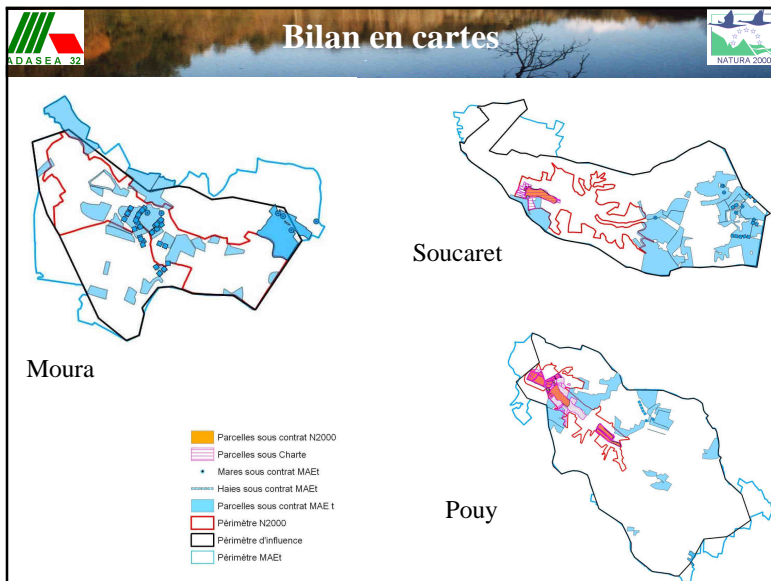 Bilan en cartes
ADASEA 32
NATURA 2000
Soucaret
Moura
Pouy
Parcelles sous contrat N2000
Parcelles sous Charte
Mares sous contrat MAEt
Haies sous contrat MAEt
Parcelles sous contrat MAE t
Périmètre N2000
Périmètre d'influence
Périmètre MAEt